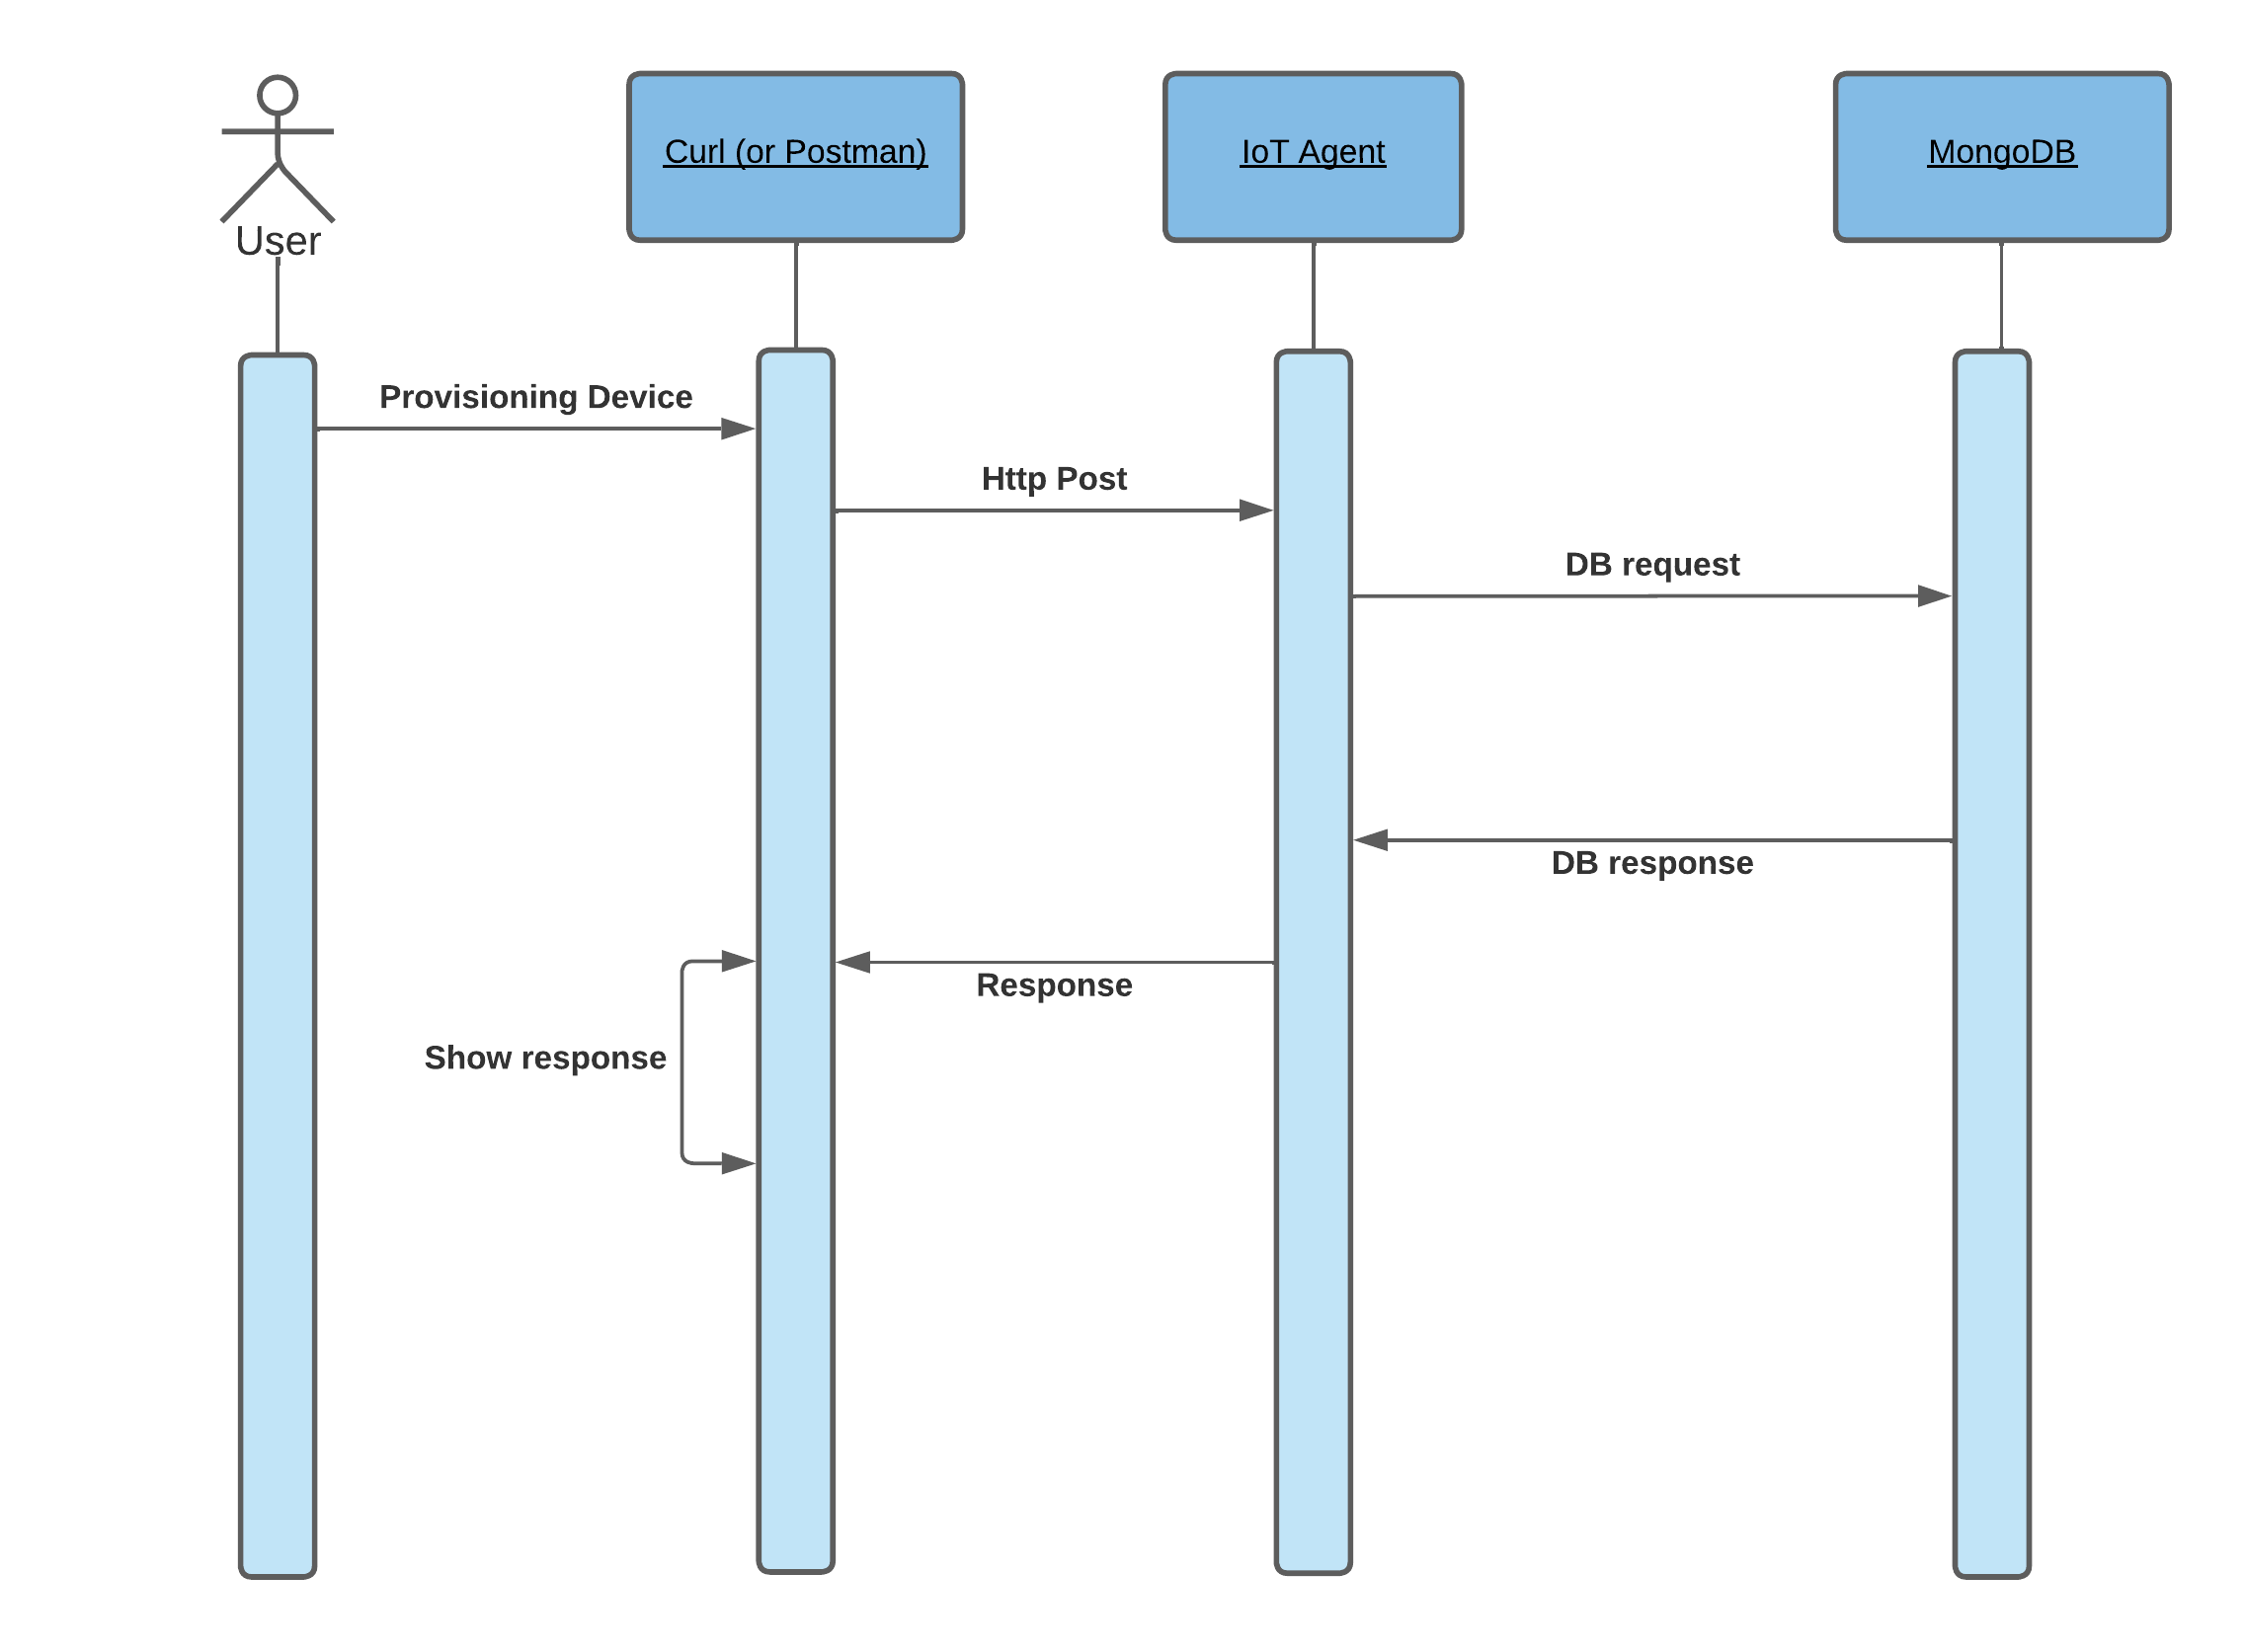 User
Curl (or Postman)
IoT Agent
MongoDB
Provisioning Device
Http Post
DB request
DB response
Response
Show response